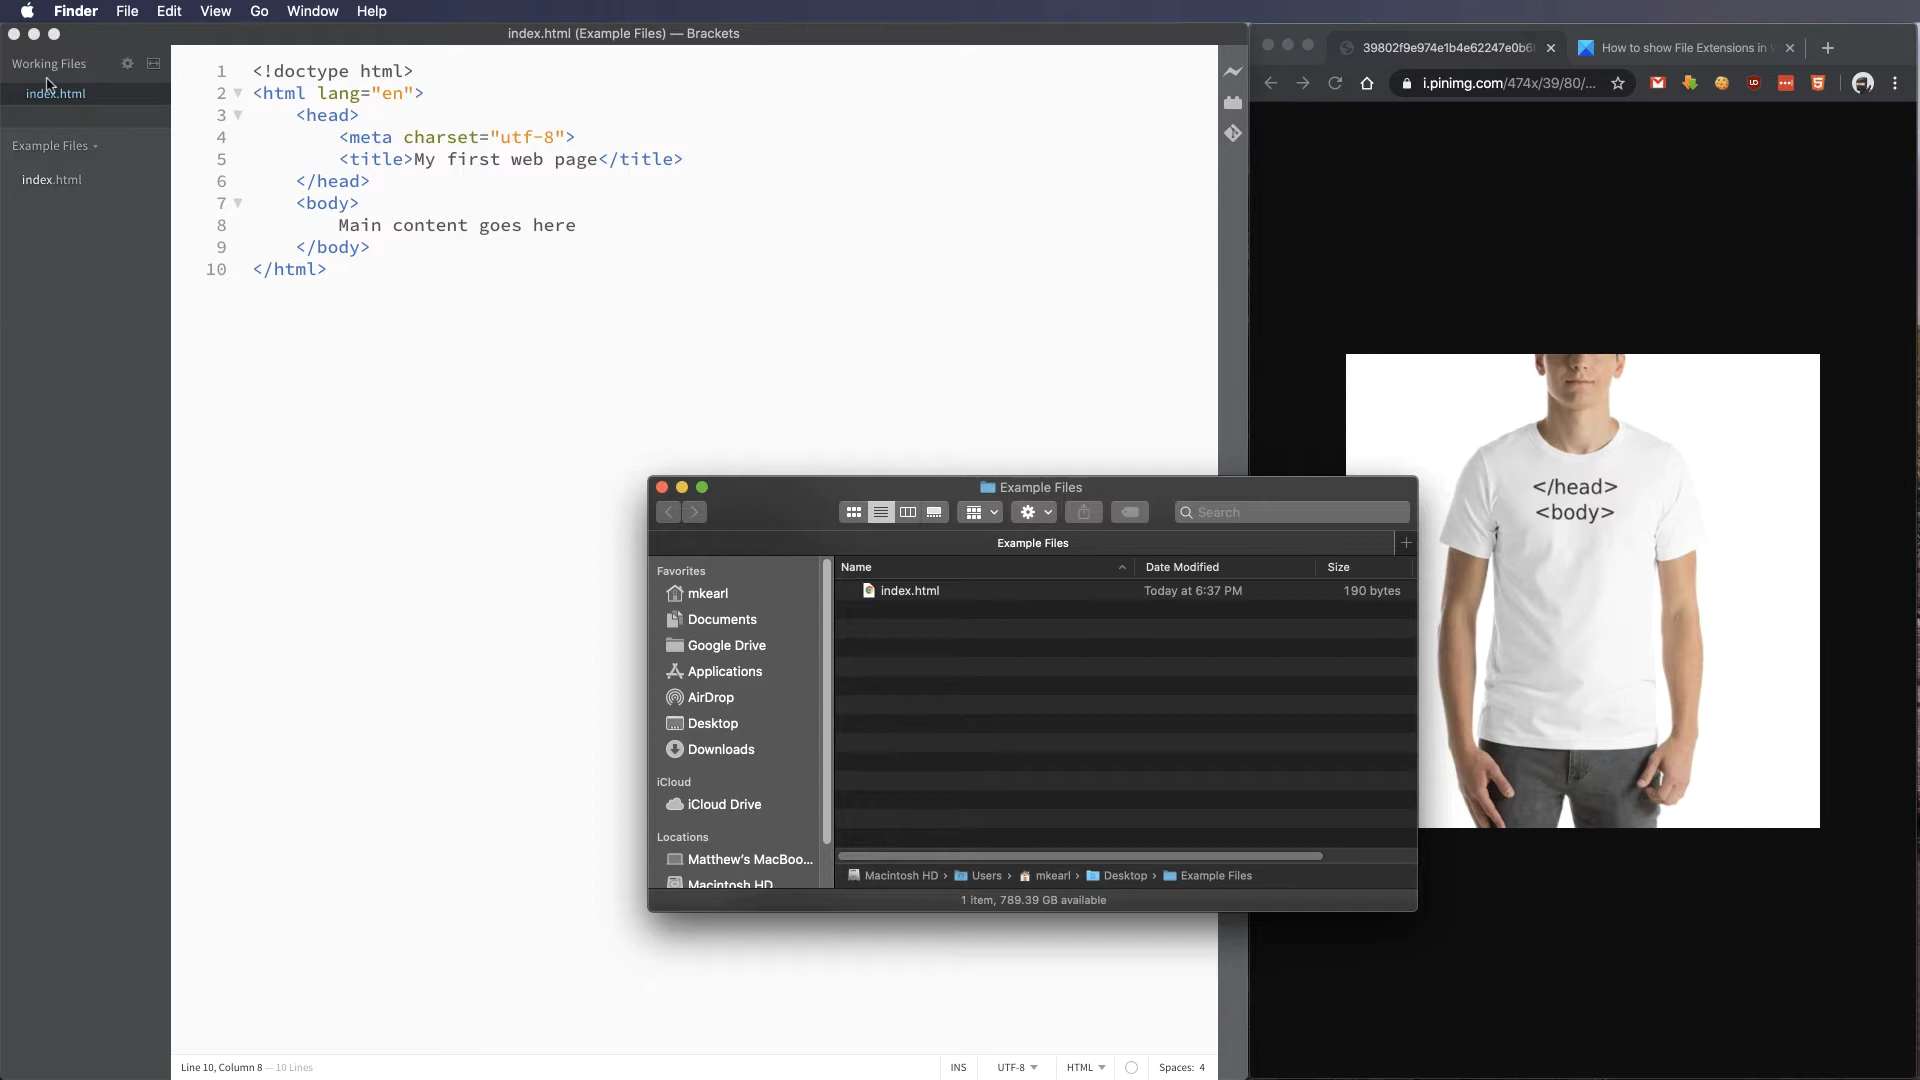 Finder File Edit View Go Window Help
index.html (Example Files) — Brackets
Working Files
index.html
Example Files
index.html
1 <!doctype html>
2 <html lang="en">
3 <head>
4 <meta charset="utf-8">
5 <title>My first web page</title>
6 </head>
7 <body>
8 Main content goes here
9 </body>
10 </html>
Line 10, Column 8 — 10 Lines
INS UTF-8 HTML Spaces: 4
39802f9e974e1b4e62247e0b6
How to show File Extensions in
i.pinimg.com/474x/39/80/...
</head>
<body>
Example Files
Search
Example Files
Favorites
mkearl
Documents
Google Drive
Applications
AirDrop
Desktop
Downloads
iCloud
iCloud Drive
Locations
Matthew's MacBoo...
Macintosh HD
Name Date Modified Size
index.html Today at 6:37 PM 190 bytes
Macintosh HD › Users › mkearl › Desktop › Example Files
1 item, 789.39 GB available